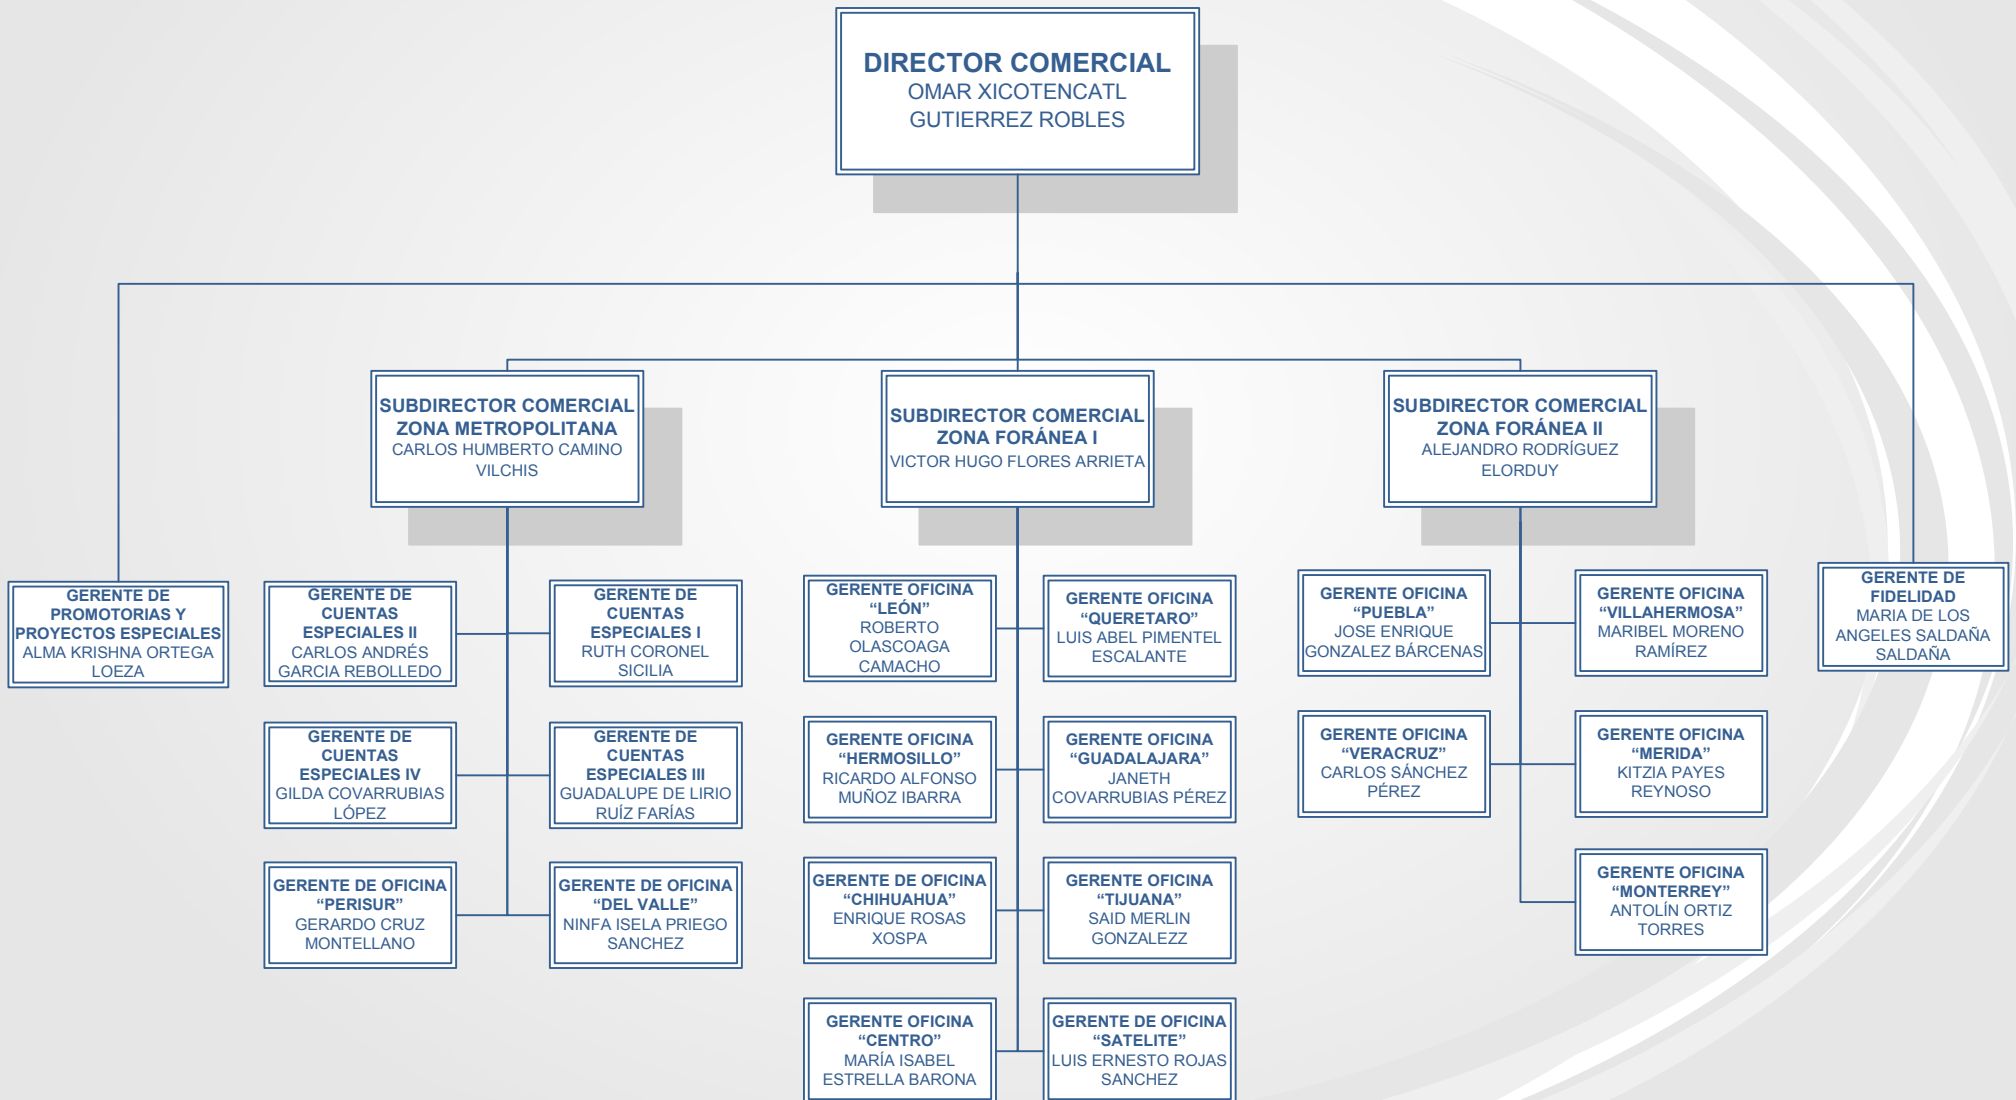 DIRECTOR COMERCIAL
OMAR XICOTENCATL
GUTIERREZ ROBLES
SUBDIRECTOR COMERCIAL
ZONA METROPOLITANA
CARLOS HUMBERTO CAMINO
VILCHIS
SUBDIRECTOR COMERCIAL
ZONA FORÁNEA I
VICTOR HUGO FLORES ARRIETA
SUBDIRECTOR COMERCIAL
ZONA FORÁNEA II
ALEJANDRO RODRÍGUEZ
ELORDUY
GERENTE DE
PROMOTORIAS Y
PROYECTOS ESPECIALES
ALMA KRISHNA ORTEGA
LOEZA
GERENTE DE
CUENTAS
ESPECIALES II
CARLOS ANDRÉS
GARCIA REBOLLEDO
GERENTE DE
CUENTAS
ESPECIALES I
RUTH CORONEL
SICILIA
GERENTE OFICINA
“LEÓN”
ROBERTO
OLASCOAGA
CAMACHO
GERENTE OFICINA
“QUERETARO”
LUIS ABEL PIMENTEL
ESCALANTE
GERENTE OFICINA
“PUEBLA”
JOSE ENRIQUE
GONZALEZ BÁRCENAS
GERENTE OFICINA
“VILLAHERMOSA”
MARIBEL MORENO
RAMÍREZ
GERENTE DE
FIDELIDAD
MARIA DE LOS
ANGELES SALDAÑA
SALDAÑA
GERENTE DE
CUENTAS
ESPECIALES IV
GILDA COVARRUBIAS
LÓPEZ
GERENTE DE
CUENTAS
ESPECIALES III
GUADALUPE DE LIRIO
RUÍZ FARÍAS
GERENTE OFICINA
“HERMOSILLO”
RICARDO ALFONSO
MUÑOZ IBARRA
GERENTE OFICINA
“GUADALAJARA”
JANETH
COVARRUBIAS PÉREZ
GERENTE OFICINA
“VERACRUZ”
CARLOS SÁNCHEZ
PÉREZ
GERENTE OFICINA
“MERIDA”
KITZIA PAYES
REYNOSO
GERENTE DE OFICINA
“PERISUR”
GERARDO CRUZ
MONTELLANO
GERENTE DE OFICINA
“DEL VALLE”
NINFA ISELA PRIEGO
SANCHEZ
GERENTE DE OFICINA
“CHIHUAHUA”
ENRIQUE ROSAS
XOSPA
GERENTE OFICINA
“TIJUANA”
SAID MERLIN
GONZALEZZ
GERENTE OFICINA
“MONTERREY”
ANTOLÍN ORTIZ
TORRES
GERENTE OFICINA
“CENTRO”
MARÍA ISABEL
ESTRELLA BARONA
GERENTE DE OFICINA
“SATELITE”
LUIS ERNESTO ROJAS
SANCHEZ